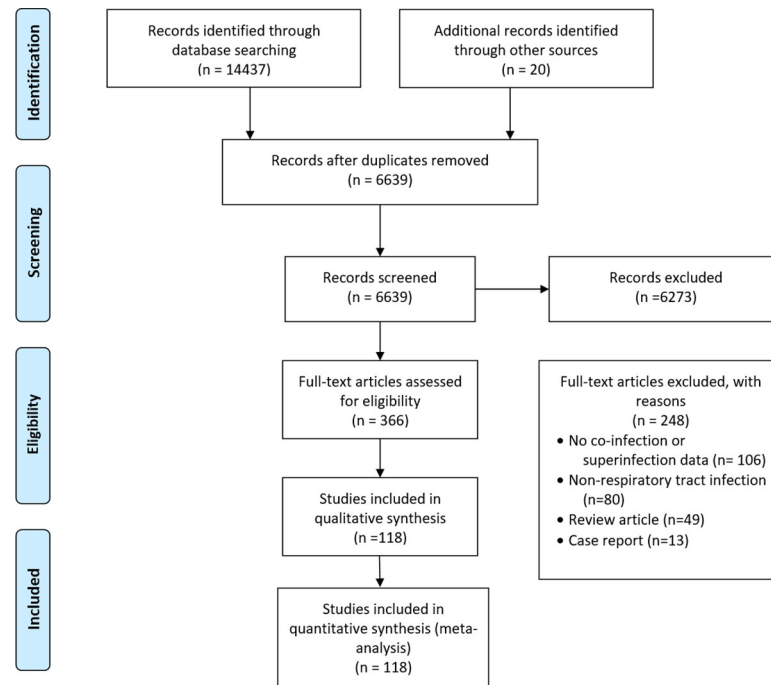 Identification
Records identified through
database searching
(n = 14437)
Additional records identified
through other sources
(n = 20)
Records after duplicates removed
(n = 6639)
Screening
Records screened
(n = 6639)
Records excluded
(n =6273)
Eligibility
Full-text articles assessed
for eligibility
(n = 366)
Full-text articles excluded, with
reasons
(n = 248)
• No co-infection or
superinfection data (n= 106)
• Non-respiratory tract infection
(n=80)
• Review article (n=49)
• Case report (n=13)
Studies included in
qualitative synthesis
(n =118)
Included
Studies included in
quantitative synthesis (meta-
analysis)
(n = 118)